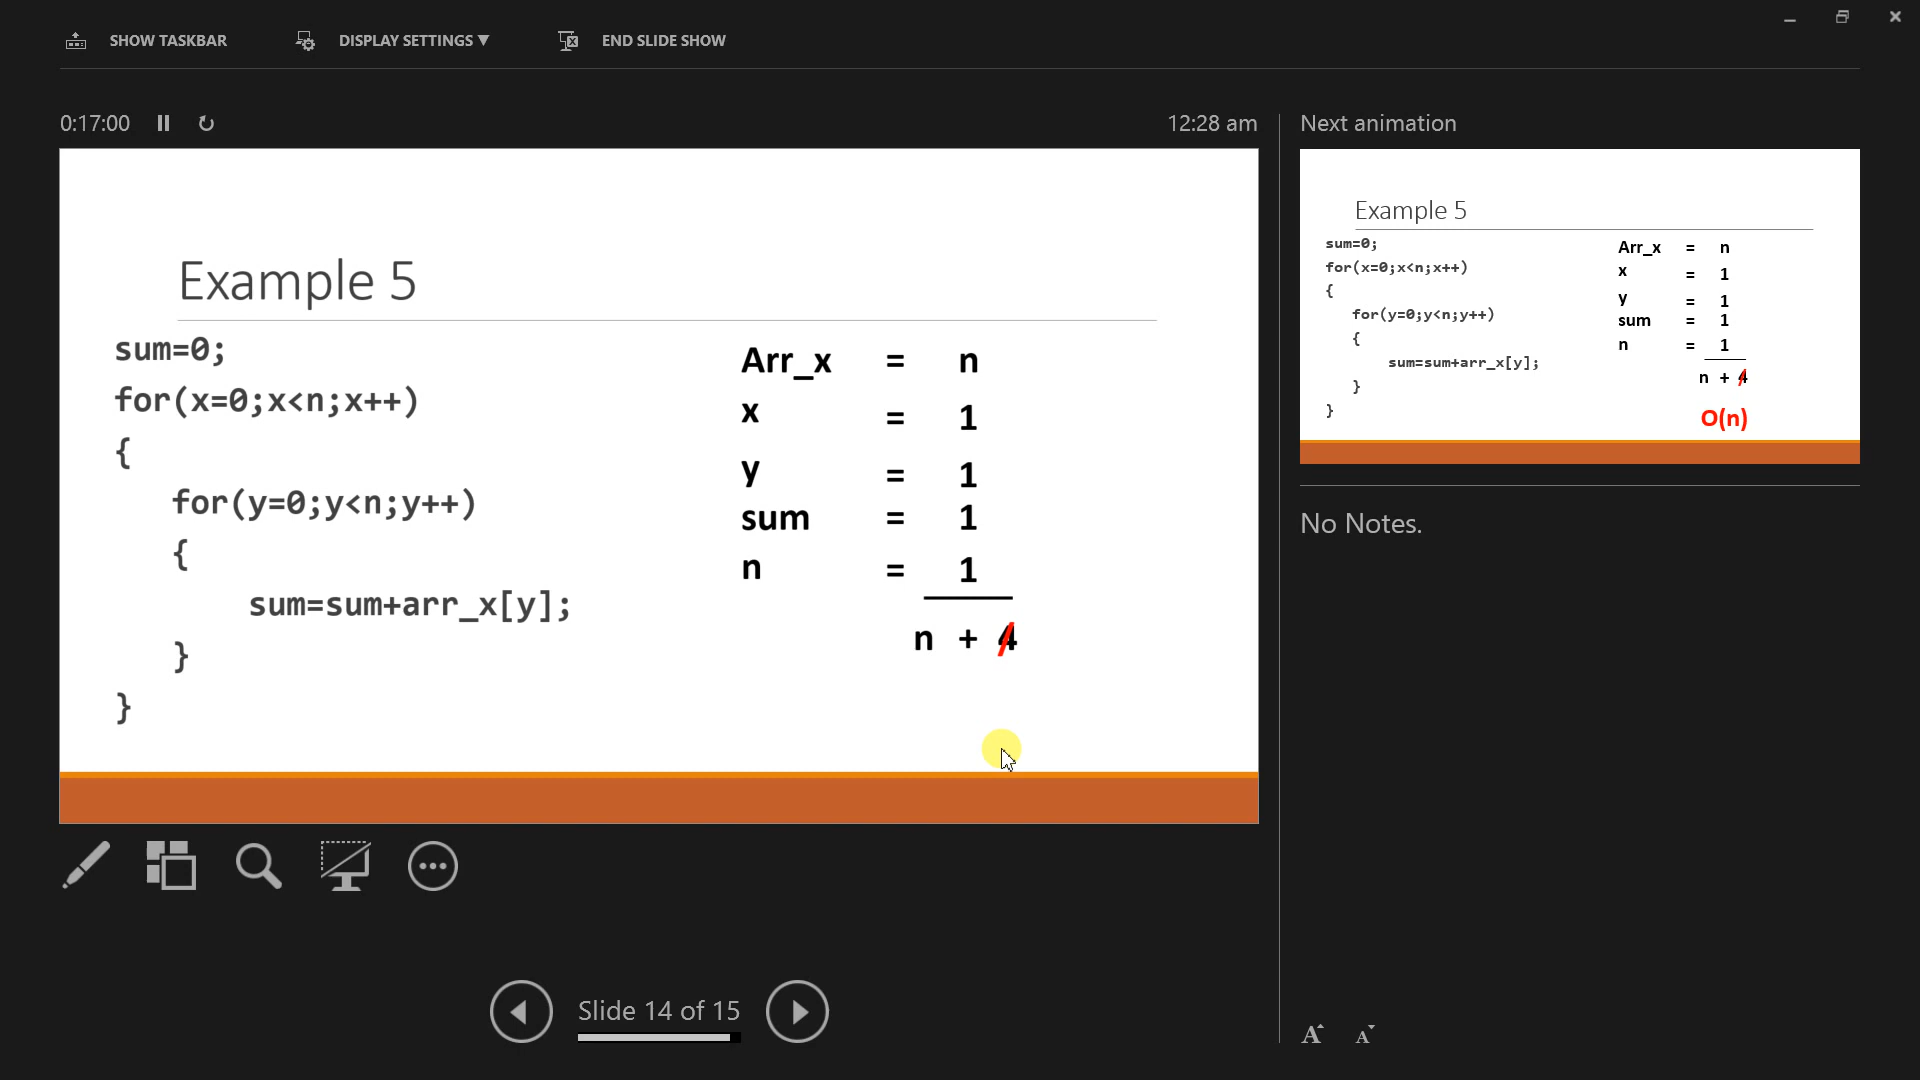 SHOW TASKBAR DISPLAY SETTINGS ▼ END SLIDE SHOW
0:17:00 12:28 am
Example 5
sum=0;
for(x=0;x<n;x++)
{
for(y=0;y<n;y++)
{
sum=sum+arr_x[y];
}
}
Arr_x = n
x = 1
y = 1
sum = 1
n = 1
n + 4
Slide 14 of 15
Next animation
Example 5
sum=0;
for(x=0;x<n;x++)
{
for(y=0;y<n;y++)
{
sum=sum+arr_x[y];
}
}
Arr_x = n
x = 1
y = 1
sum = 1
n = 1
n + 4
O(n)
No Notes.
A A